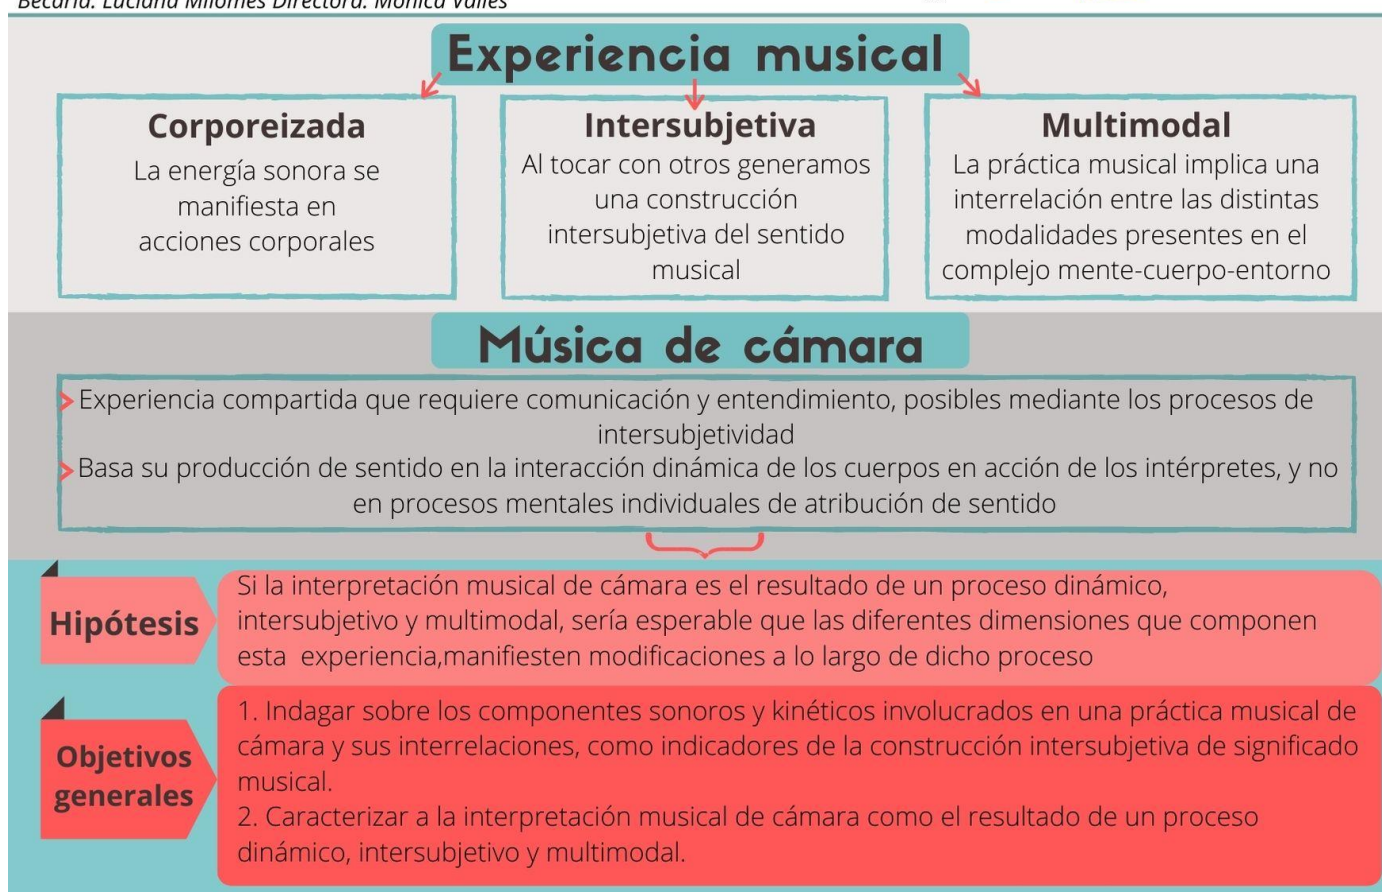 Becaria: Luciana Milomes Directora: Mónica Valles
Experiencia musical
Corporeizada
La energía sonora se
manifiesta en
acciones corporales
Intersubjetiva
Al tocar con otros generamos
una construcción
intersubjetiva del sentido
musical
Multimodal
La práctica musical implica una
interrelación entre las distintas
modalidades presentes en el
complejo mente-cuerpo-entorno
Música de cámara
Experiencia compartida que requiere comunicación y entendimiento, posibles mediante los procesos de
intersubjetividad
Basa su producción de sentido en la interacción dinámica de los cuerpos en acción de los intérpretes, y no
en procesos mentales individuales de atribución de sentido
Hipótesis
Si la interpretación musical de cámara es el resultado de un proceso dinámico,
intersubjetivo y multimodal, sería esperable que las diferentes dimensiones que componen
esta  experiencia,manifiesten modificaciones a lo largo de dicho proceso
Objetivos
generales
1. Indagar sobre los componentes sonoros y kinéticos involucrados en una práctica musical de
cámara y sus interrelaciones, como indicadores de la construcción intersubjetiva de significado
musical.
2. Caracterizar a la interpretación musical de cámara como el resultado de un proceso
dinámico, intersubjetivo y multimodal.